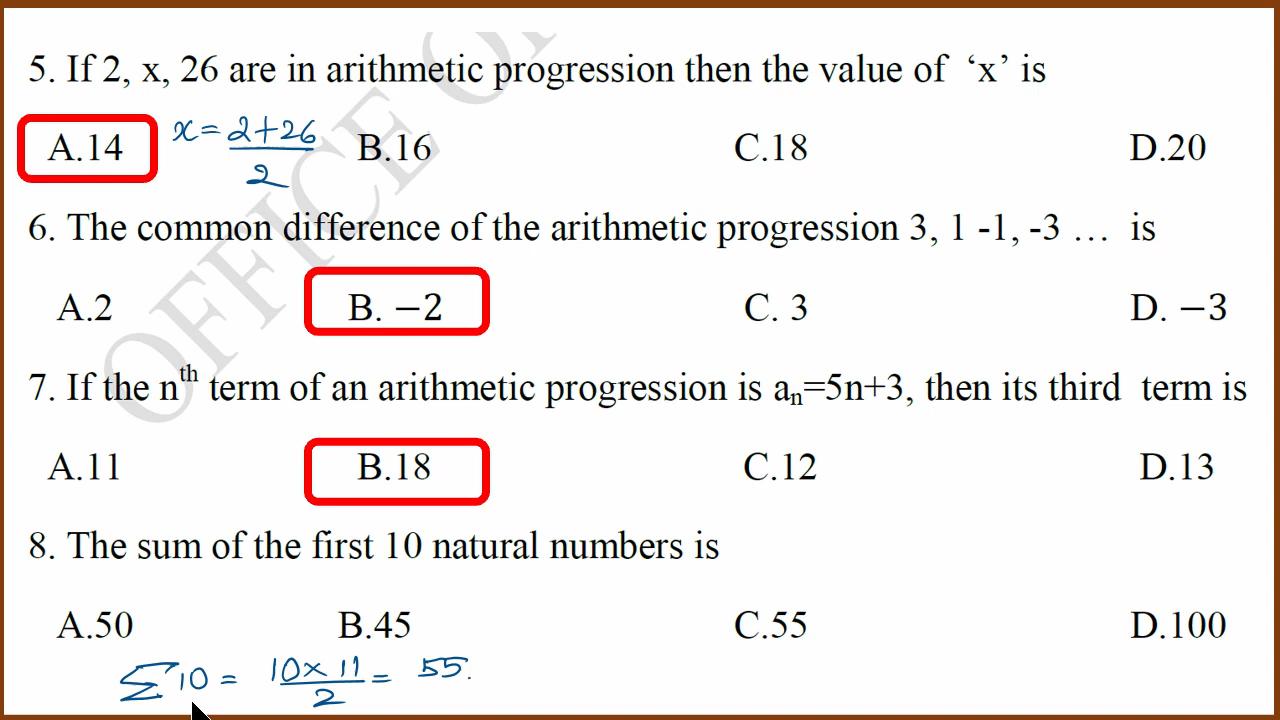 5. If 2, x, 26 are in arithmetic progression then the value of ‘x’ is
A.14 x = 2+26/2 B.16 C.18 D.20
6. The common difference of the arithmetic progression 3, 1 -1, -3 … is
A.2 B. −2 C. 3 D. −3
7. If the nth term of an arithmetic progression is an=5n+3, then its third term is
A.11 B.18 C.12 D.13
8. The sum of the first 10 natural numbers is
A.50 B.45 C.55 D.100
∑10 = 10×11/2 = 55.
OFFICE O